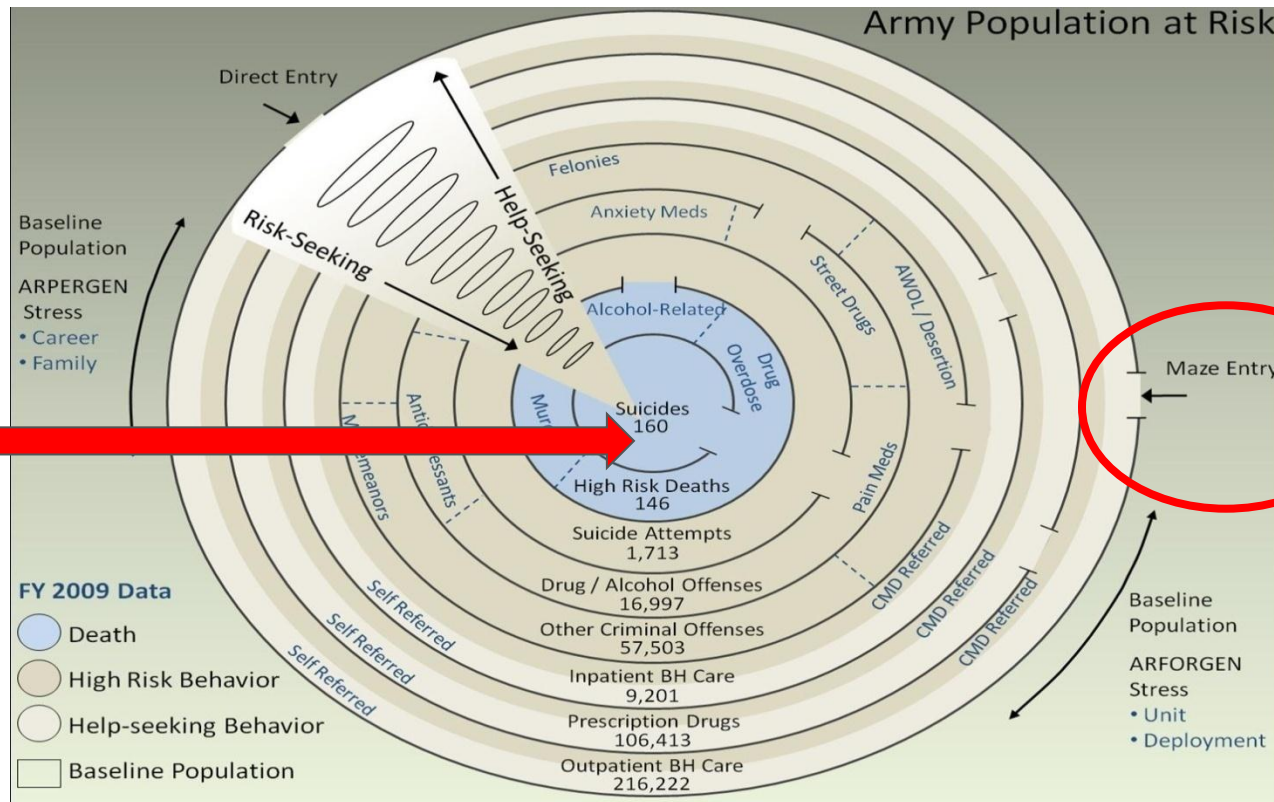 Army Population at Risk
Direct Entry
Baseline
Population
ARPERGEN
Stress
• Career
• Family
Risk-Seeking
Help-Seeking
Felonies
Anxiety Meds
Street Drugs
AWOL / Desertion
Alcohol-Related
Drug
Overdose
Maze Entry
Suicides
160
High Risk Deaths
146
Suicide Attempts
1,713
Pain Meds
Drug / Alcohol Offenses
16,997
Other Criminal Offenses
57,503
Inpatient BH Care
9,201
Prescription Drugs
106,413
Outpatient BH Care
216,222
Self Referred
Self Referred
Self Referred
CMD Referred
CMD Referred
CMD Referred
Baseline
Population
ARFORGEN
Stress
• Unit
• Deployment
FY 2009 Data
Death
High Risk Behavior
Help-seeking Behavior
Baseline Population